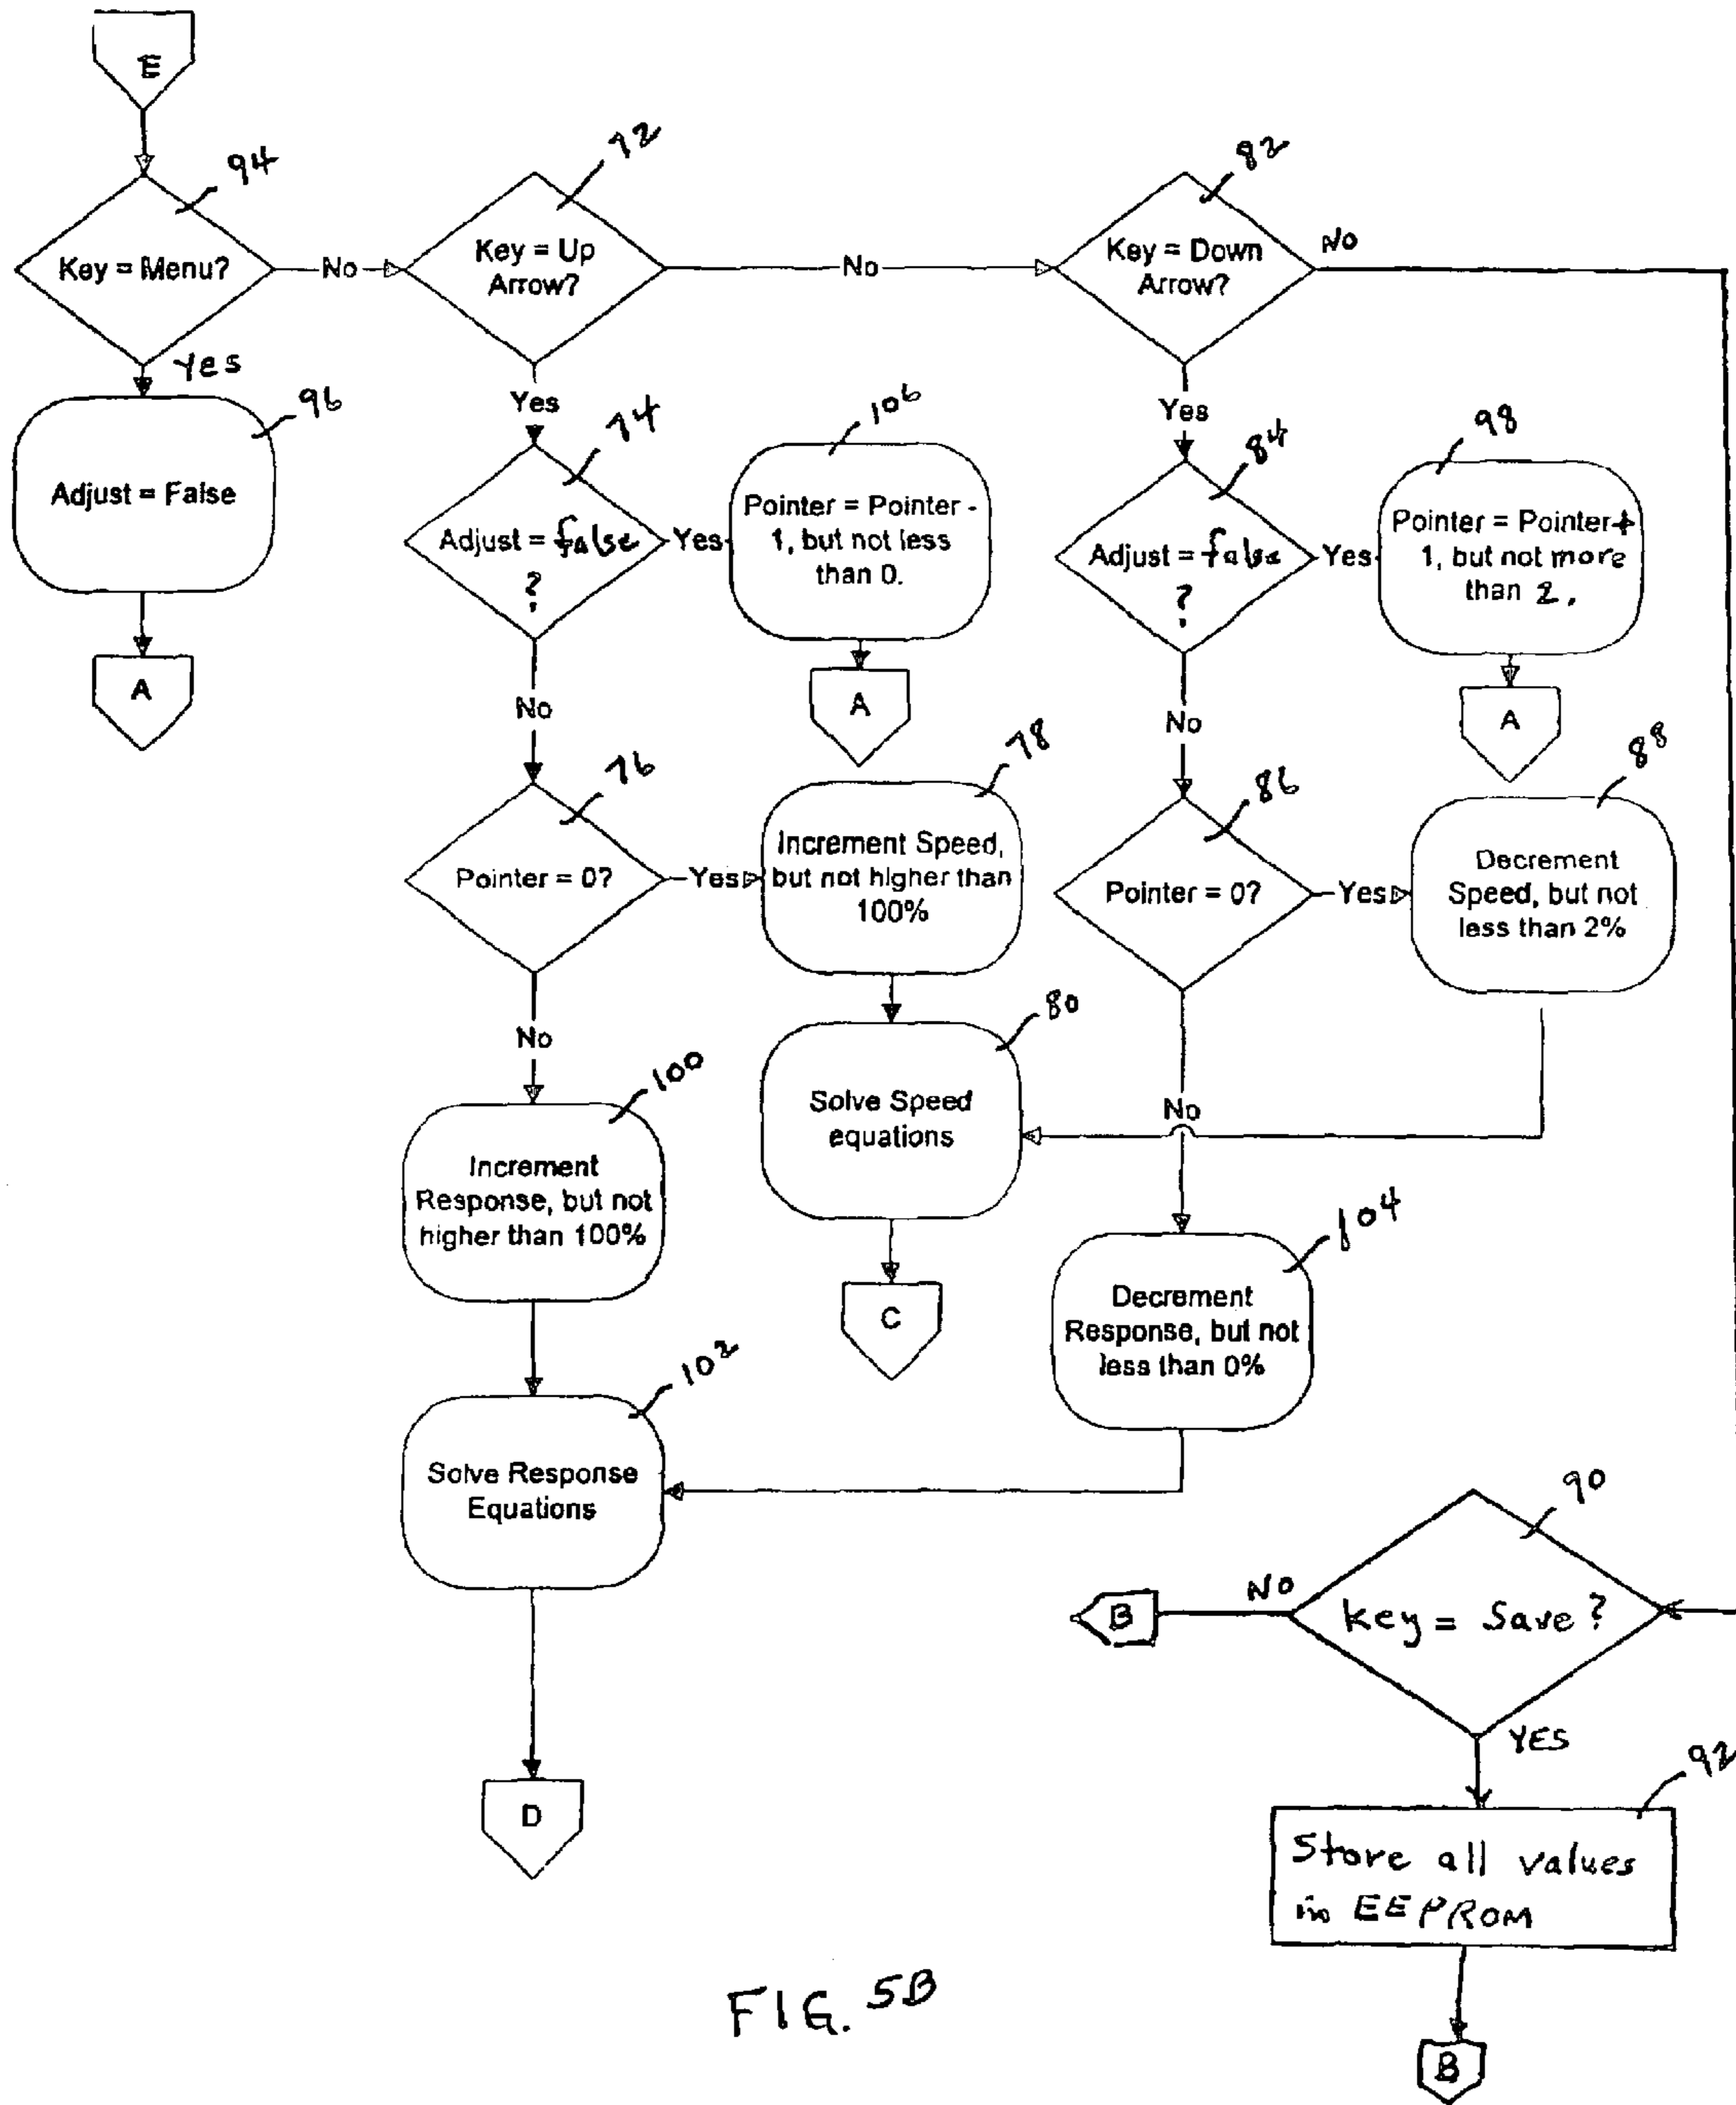 E
94
72
82
Key = Menu?
No
Key = Up
Arrow?
No
Key = Down
Arrow?
NO
Yes
96
Adjust = False
A
Yes
74
Adjust = false
?
Yes
106
Pointer = Pointer -
1, but not less
than 0.
A
Yes
84
Adjust = false
?
Yes
98
Pointer = Pointer +
1, but not more
than 2.
A
No
76
Pointer = 0?
Yes
78
Increment Speed,
but not higher than
100%
No
86
Pointer = 0?
Yes
88
Decrement
Speed, but not
less than 2%
No
100
Increment
Response, but not
higher than 100%
80
Solve Speed
equations
C
No
104
Decrement
Response, but not
less than 0%
102
Solve Response
Equations
D
90
Key = Save ?
NO
B
YES
92
Store all values
in EEPROM
B
FIG. 5B